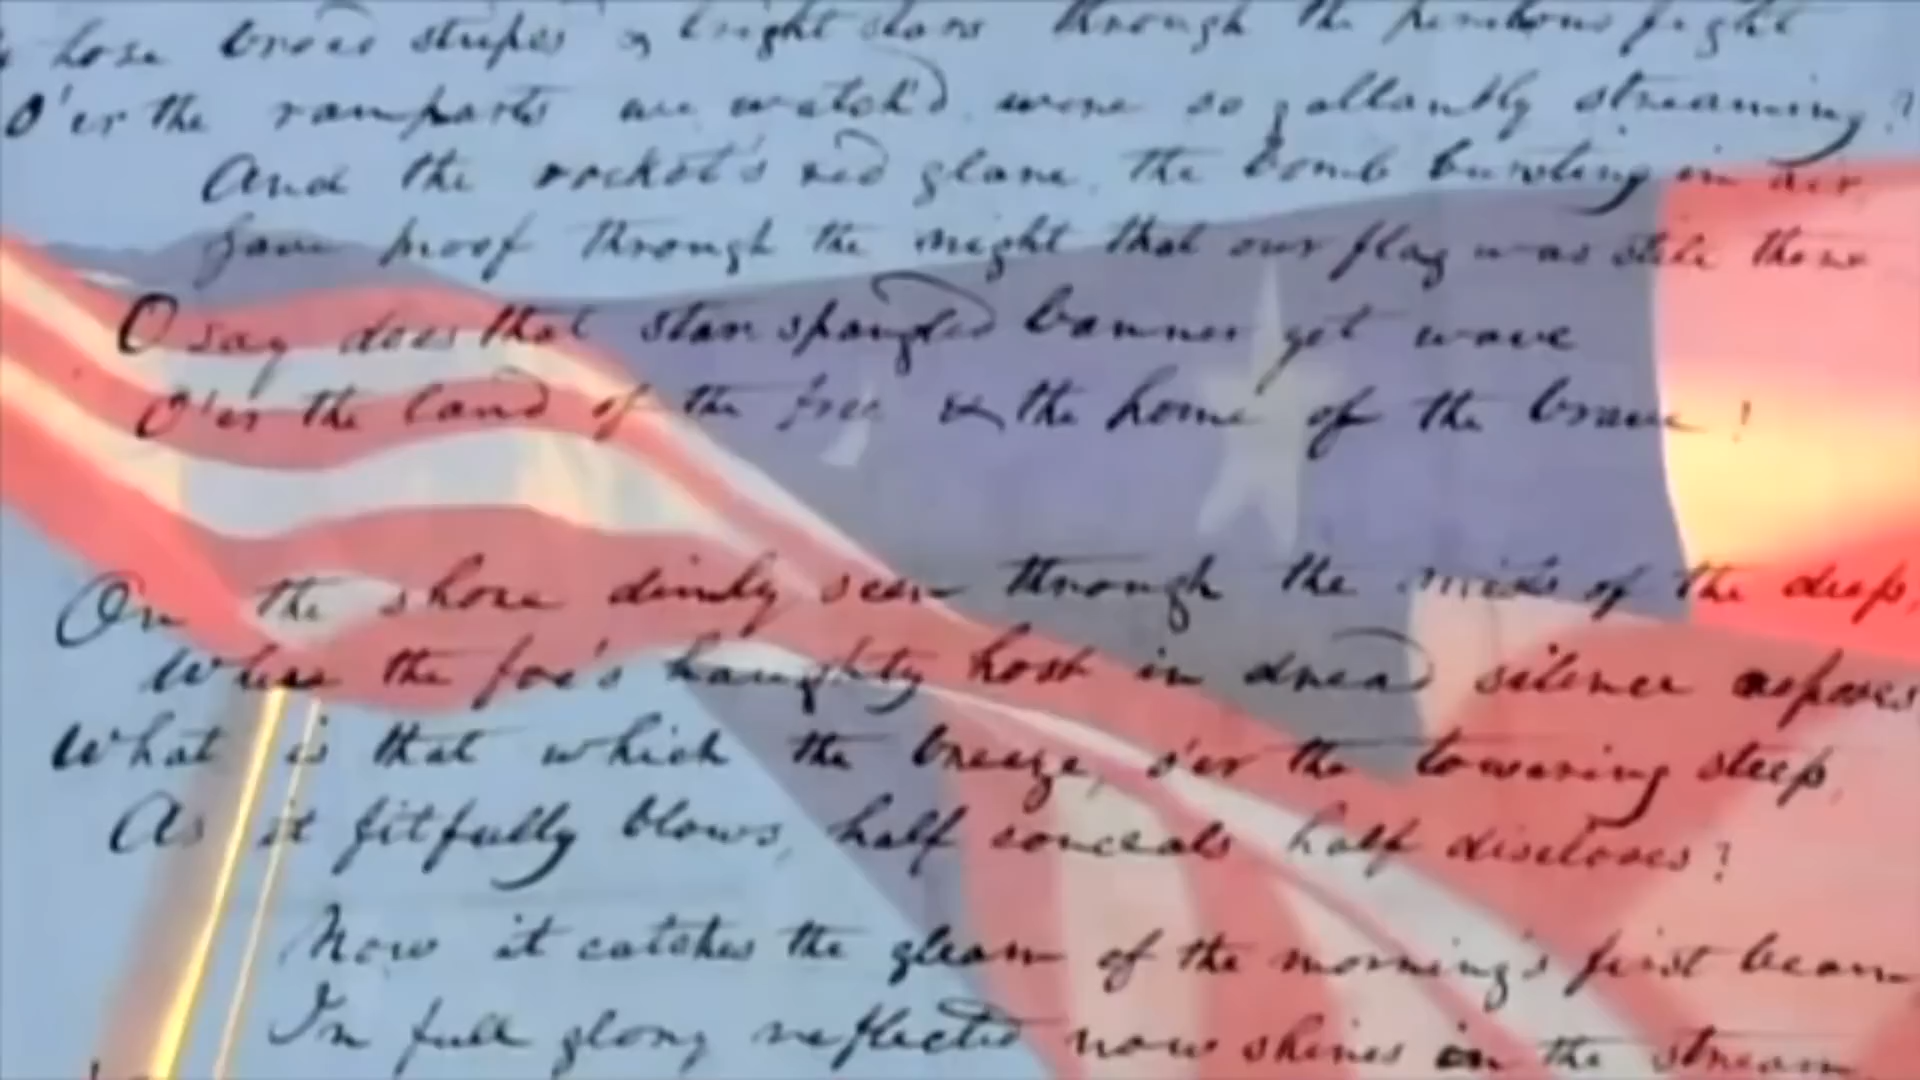 whose broad stripes & bright stars through the perilous fight
O'er the ramparts we watch'd, were so gallantly streaming?
And the rocket's red glare, the bomb bursting in air,
Gave proof through the night that our flag was still there
O say does that star spangled banner yet wave
O'er the land of the free & the home of the brave!
On the shore dimly seen through the mists of the deep,
Where the foe's haughty host in dread silence reposes
What is that which the breeze, o'er the towering steep,
As it fitfully blows, half conceals half discloses?
Now it catches the gleam of the morning's first beam
In full glory reflected now shines in the stream